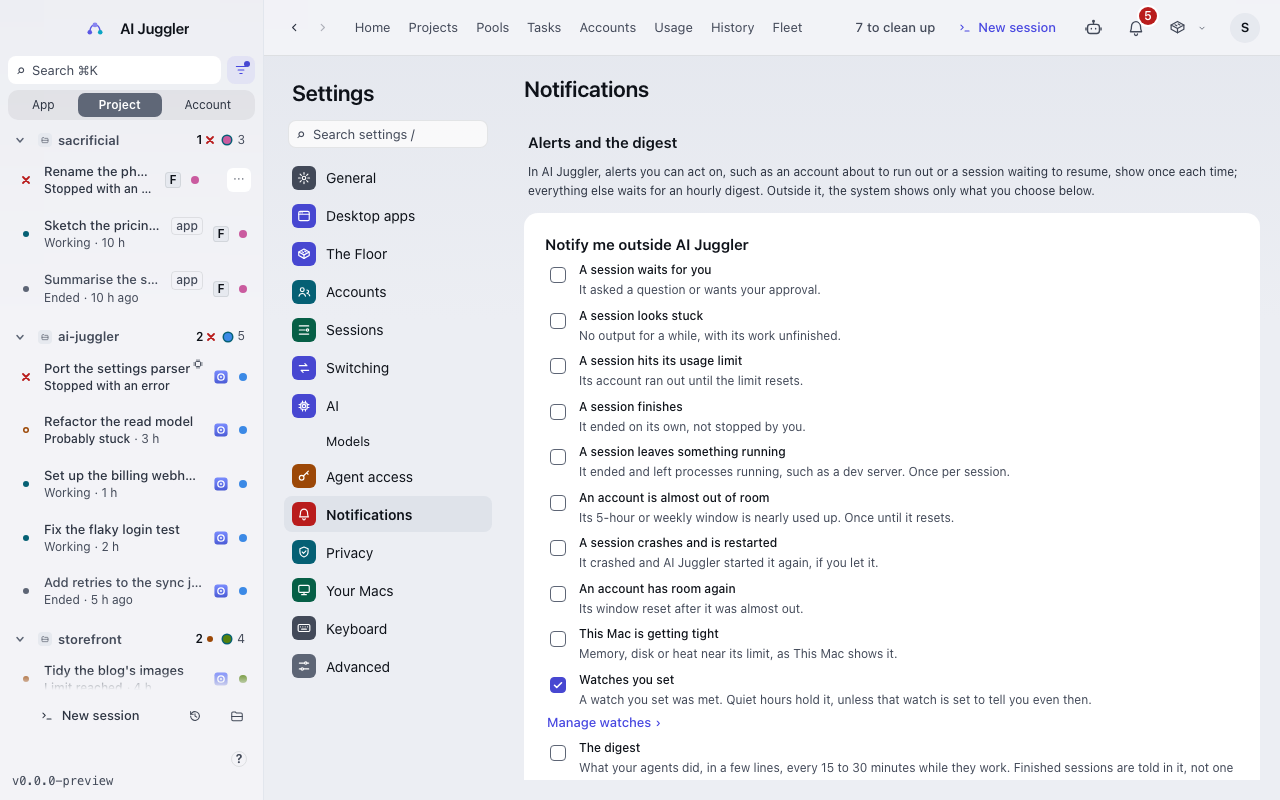 AI Juggler
Search ⌘K
App
Project
Account
sacrificial
1
3
Rename the ph...
Stopped with an ...
F
Sketch the pricin...
app
Working · 10 h
F
Summarise the s...
app
Ended · 10 h ago
F
ai-juggler
2
5
Port the settings parser
Stopped with an error
Refactor the read model
Probably stuck · 3 h
Set up the billing webh...
Working · 1 h
Fix the flaky login test
Working · 2 h
Add retries to the sync j...
Ended · 5 h ago
storefront
2
4
Tidy the blog's images
Limit reached · 4 h
New session
?
v0.0.0-preview
Home
Projects
Pools
Tasks
Accounts
Usage
History
Fleet
7 to clean up
New session
5
S
Settings
Search settings /
General
Desktop apps
The Floor
Accounts
Sessions
Switching
AI
Models
Agent access
Notifications
Privacy
Your Macs
Keyboard
Advanced
Notifications
Alerts and the digest
In AI Juggler, alerts you can act on, such as an account about to run out or a session waiting to resume, show once each time;
everything else waits for an hourly digest. Outside it, the system shows only what you choose below.
Notify me outside AI Juggler
A session waits for you
It asked a question or wants your approval.
A session looks stuck
No output for a while, with its work unfinished.
A session hits its usage limit
Its account ran out until the limit resets.
A session finishes
It ended on its own, not stopped by you.
A session leaves something running
It ended and left processes running, such as a dev server. Once per session.
An account is almost out of room
Its 5-hour or weekly window is nearly used up. Once until it resets.
A session crashes and is restarted
It crashed and AI Juggler started it again, if you let it.
An account has room again
Its window reset after it was almost out.
This Mac is getting tight
Memory, disk or heat near its limit, as This Mac shows it.
Watches you set
A watch you set was met. Quiet hours hold it, unless that watch is set to tell you even then.
Manage watches ›
The digest
What your agents did, in a few lines, every 15 to 30 minutes while they work. Finished sessions are told in it, not one